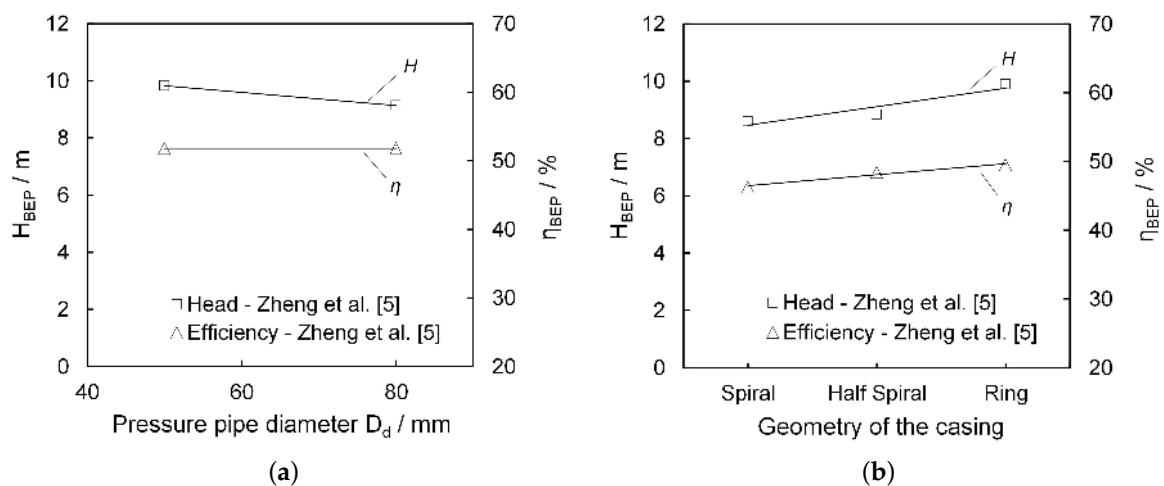 12
10
8
6
4
2
0
H_BEP / m
70
60
50
40
30
20
η_BEP / %
H
η
Head - Zheng et al. [5]
Efficiency - Zheng et al. [5]
40
60
80
Pressure pipe diameter D_d / mm
(a)
12
10
8
6
4
2
0
H_BEP / m
70
60
50
40
30
20
η_BEP / %
H
η
Head - Zheng et al. [5]
Efficiency - Zheng et al. [5]
Spiral
Half Spiral
Ring
Geometry of the casing
(b)